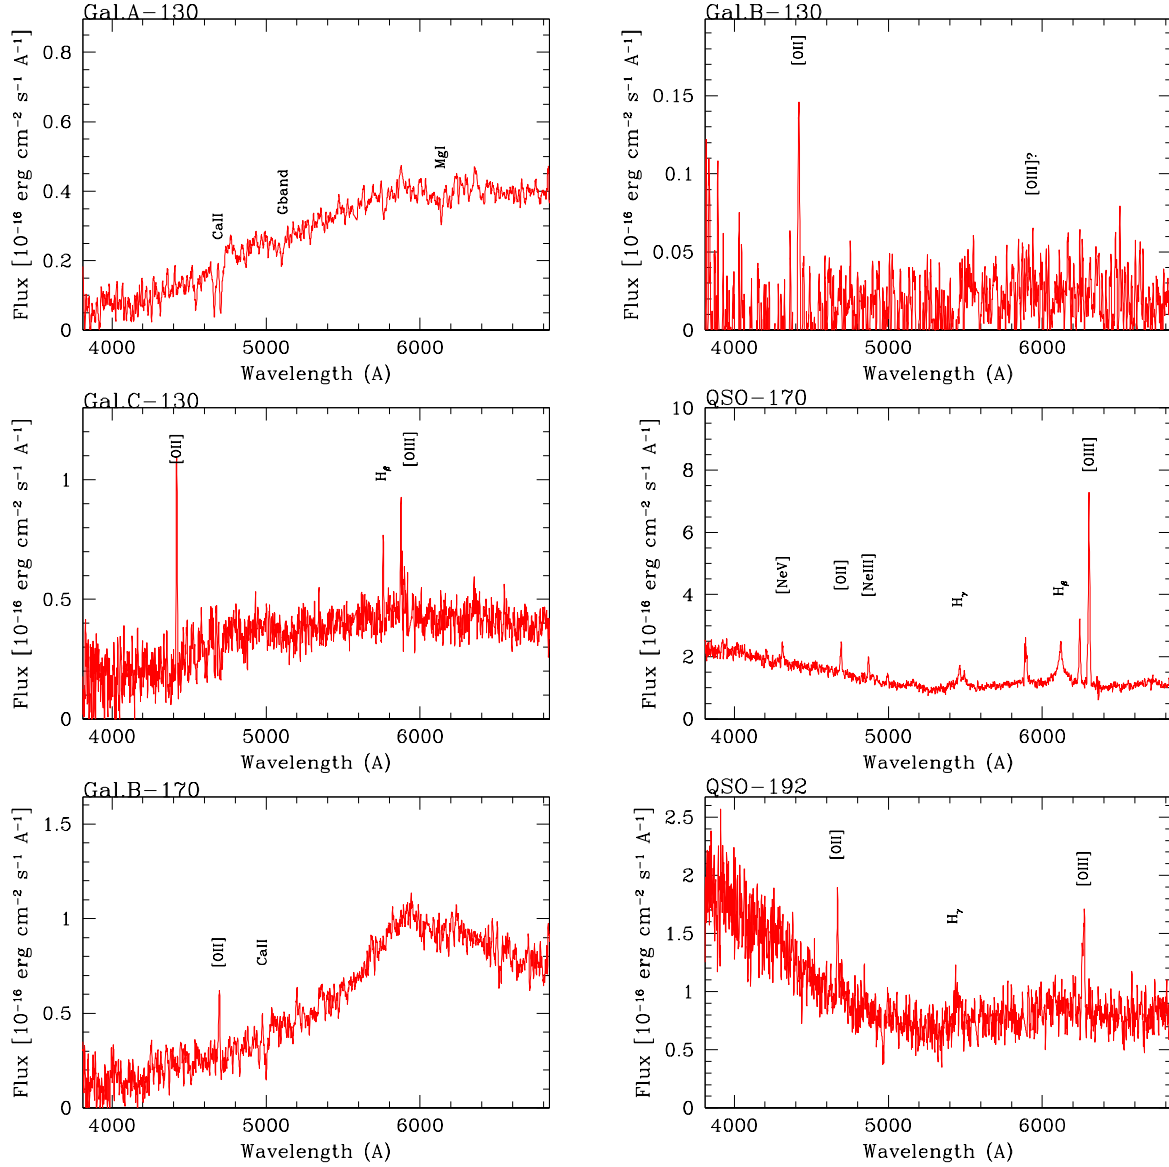 Gal.A−130
Flux [10⁻¹⁶ erg cm⁻² s⁻¹ A⁻¹]
0.8
0.6
0.4
0.2
0
CaII
Gband
MgI
4000 5000 6000
Wavelength (A)
Gal.B−130
Flux [10⁻¹⁶ erg cm⁻² s⁻¹ A⁻¹]
0.15
0.1
0.05
0
[OII]
[OIII]?
4000 5000 6000
Wavelength (A)
Gal.C−130
Flux [10⁻¹⁶ erg cm⁻² s⁻¹ A⁻¹]
1
0.5
0
[OII]
Hᵦ
[OIII]
4000 5000 6000
Wavelength (A)
QSO−170
Flux [10⁻¹⁶ erg cm⁻² s⁻¹ A⁻¹]
10
8
6
4
2
0
[NeV]
[OII]
[NeIII]
Hᵧ
Hᵦ
[OIII]
4000 5000 6000
Wavelength (A)
Gal.B−170
Flux [10⁻¹⁶ erg cm⁻² s⁻¹ A⁻¹]
1.5
1
0.5
0
[OII]
CaII
4000 5000 6000
Wavelength (A)
QSO−192
Flux [10⁻¹⁶ erg cm⁻² s⁻¹ A⁻¹]
2.5
2
1.5
1
0.5
0
[OII]
Hᵧ
[OIII]
4000 5000 6000
Wavelength (A)